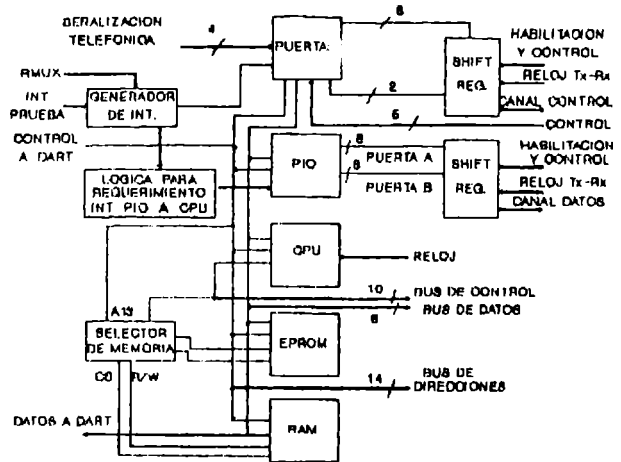 SERALIZACION
TELEFONICA
4
PUERTA
6
HABILITACION
Y CONTROL
SHIFT
REG.
RELOJ Tx-Rx
2
CANAL CONTROL
RMUX
INT
PRUEBA
GENERADOR
DE INT.
5
CONTROL
CONTROL
A DART
PIO
8
PUERTA A
8
PUERTA B
SHIFT
REG.
HABILITACION
Y CONTROL
RELOJ Tx-Rx
CANAL DATOS
LOGICA PARA
REQUERIMIENTO
INT PIO A CPU
CPU
RELOJ
10
BUS DE CONTROL
8
BUS DE DATOS
A13
SELECTOR
DE MEMORIA
EPROM
CS R/W
14
BUS DE
DIRECCIONES
DATOS A DART
RAM